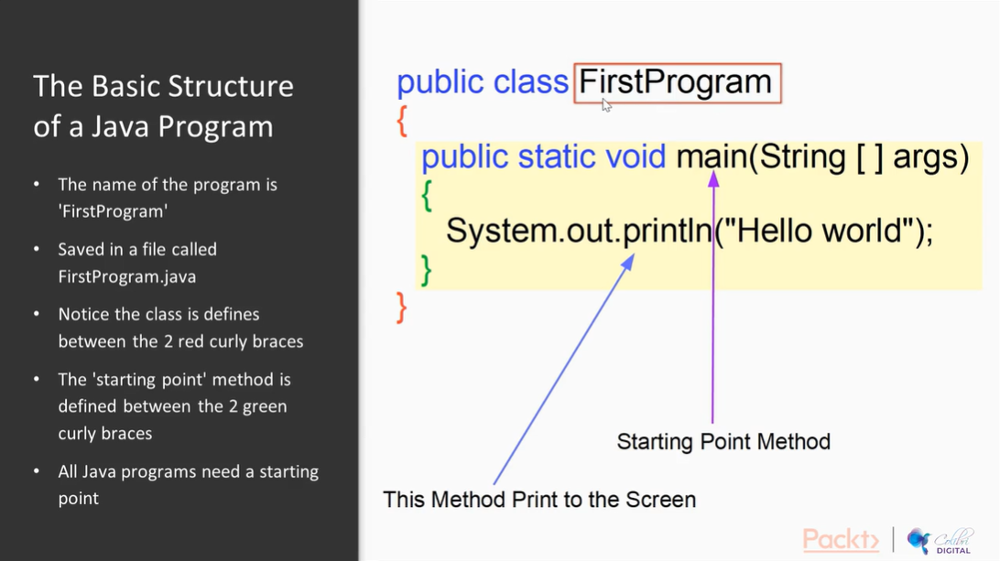 The Basic Structure
of a Java Program
• The name of the program is
'FirstProgram'
• Saved in a file called
FirstProgram.java
• Notice the class is defines
between the 2 red curly braces
• The 'starting point' method is
defined between the 2 green
curly braces
• All Java programs need a starting
point
public class FirstProgram
{
public static void main(String [ ] args)
{
System.out.println("Hello world");
}
}
Starting Point Method
This Method Print to the Screen
Packt>
Colibri
DIGITAL